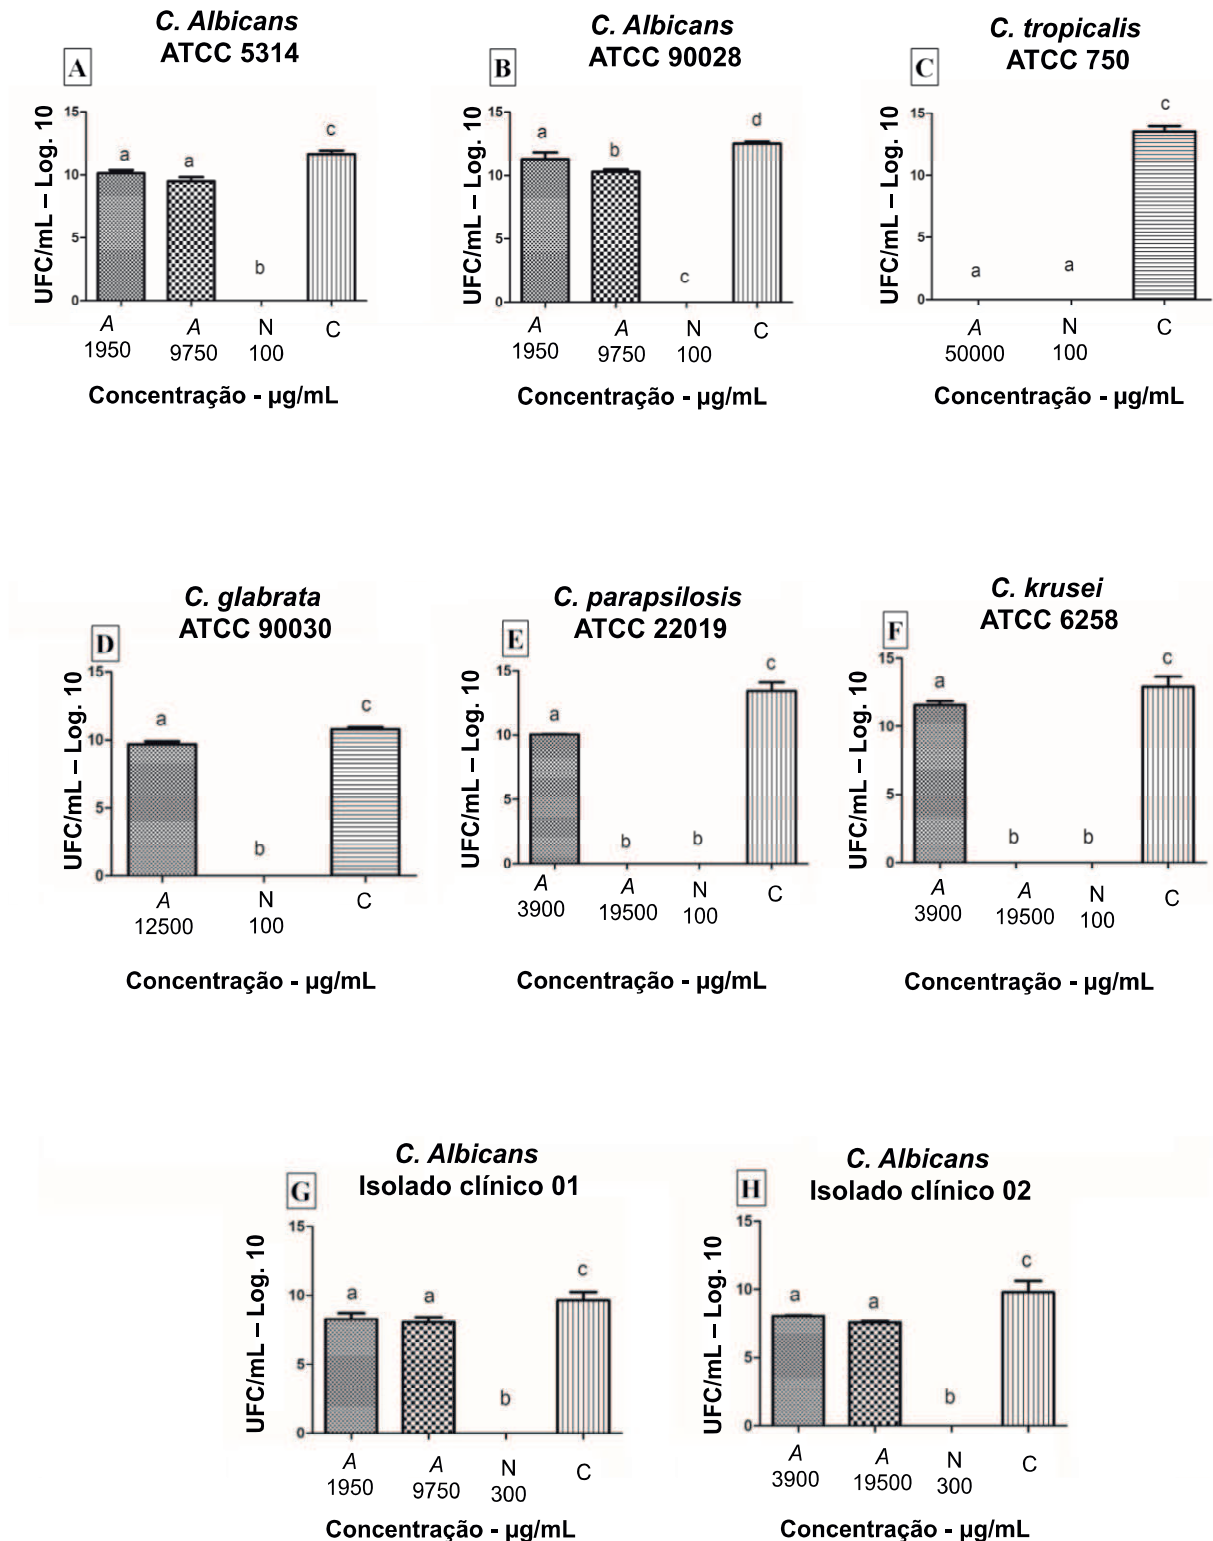 C. Albicans
ATCC 5314
A
UFC/mL – Log. 10
15
10
5
0
a
a
b
c
A
1950
A
9750
N
100
C
Concentração - µg/mL
C. Albicans
ATCC 90028
B
UFC/mL – Log. 10
15
10
5
0
a
b
c
d
A
1950
A
9750
N
100
C
Concentração - µg/mL
C. tropicalis
ATCC 750
C
UFC/mL – Log. 10
15
10
5
0
a
a
c
A
50000
N
100
C
Concentração - µg/mL
C. glabrata
ATCC 90030
D
UFC/mL – Log. 10
15
10
5
0
a
b
c
A
12500
N
100
C
Concentração - µg/mL
C. parapsilosis
ATCC 22019
E
UFC/mL – Log. 10
15
10
5
0
a
b
b
c
A
3900
A
19500
N
100
C
Concentração - µg/mL
C. krusei
ATCC 6258
F
UFC/mL – Log. 10
15
10
5
0
a
b
b
c
A
3900
A
19500
N
100
C
Concentração - µg/mL
C. Albicans
Isolado clínico 01
G
UFC/mL – Log. 10
15
10
5
0
a
a
b
c
A
1950
A
9750
N
300
C
Concentração - µg/mL
C. Albicans
Isolado clínico 02
H
UFC/mL – Log. 10
15
10
5
0
a
a
b
c
A
3900
A
19500
N
300
C
Concentração - µg/mL